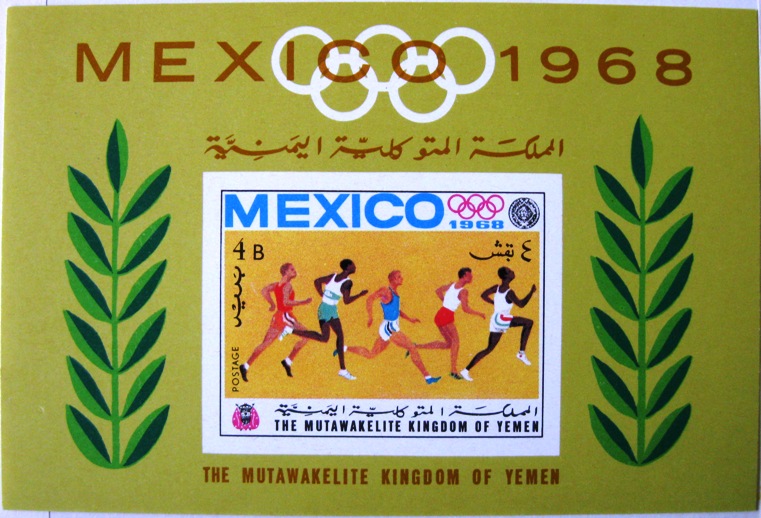 MEXICO 1968
المملكة المتوكلية اليمنية
MEXICO
1968
4 B
٤ بقش
بريد
POSTAGE
المملكة المتوكلية اليمنية
THE MUTAWAKELITE KINGDOM OF YEMEN
THE MUTAWAKELITE KINGDOM OF YEMEN